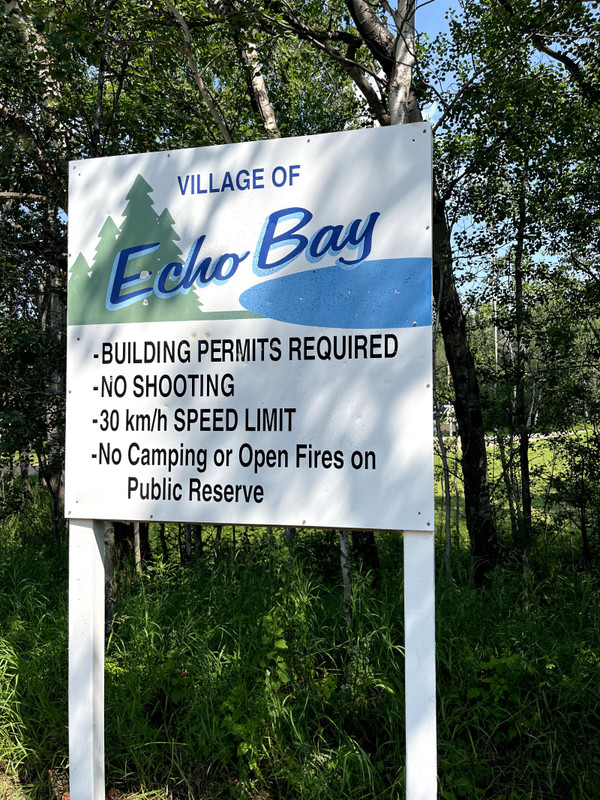 VILLAGE OF
Echo Bay
-BUILDING PERMITS REQUIRED
-NO SHOOTING
-30 km/h SPEED LIMIT
-No Camping or Open Fires on
Public Reserve